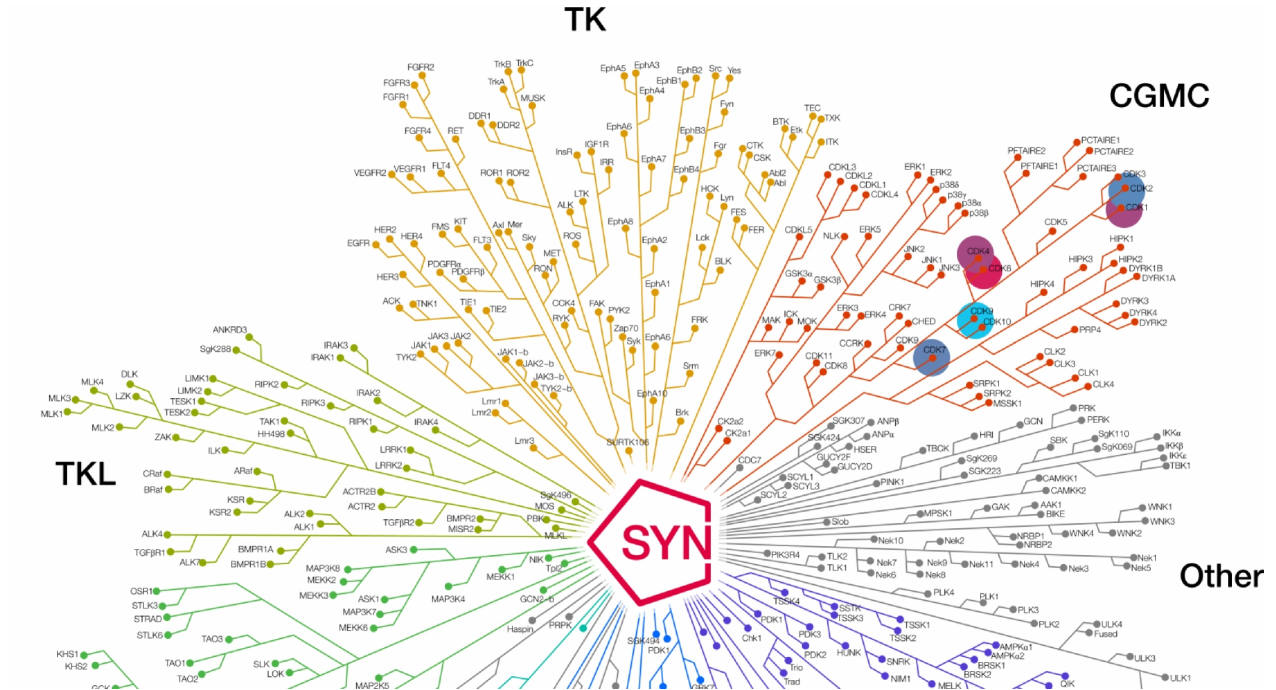 TK
CGMC
TKL
Other
SYN
FGFR2
FGFR3
FGFR1
FGFR4
RET
VEGFR2
VEGFR1
FLT4
TrkB
TrkC
TrkA
MUSK
DDR1
DDR2
ROR1
ROR2
InsR
IGF1R
IRR
LTK
ALK
ROS
HER2
EGFR
HER4
HER3
FMS
KIT
FLT3
PDGFRα
PDGFRβ
Axl
Mer
Sky
MET
RON
ACK
TNK1
TIE1
TIE2
CCK4
RYK
JAK3
JAK2
JAK1
TYK2
JAK1~b
JAK2~b
JAK3~b
TYK2~b
Lmr1
Lmr2
Lmr3
EphA5
EphA3
EphA4
EphB1
EphB2
EphA6
EphB3
EphA7
EphB4
EphA8
EphA2
EphA1
EphA6
EphA10
FAK
PYK2
Zap70
Syk
SURTK106
Src
Yes
Fyn
Fgr
HCK
Lyn
Lck
BLK
FRK
Srm
Brk
CTK
CSK
Abl2
Abl
FES
FER
BTK
Etk
TEC
TXK
ITK
CDKL3
CDKL2
CDKL1
CDKL4
CDKL5
ERK1
ERK2
p38δ
p38γ
p38α
p38β
NLK
ERK5
JNK2
JNK1
JNK3
GSK3α
GSK3β
MAK
ICK
MOK
ERK3
ERK4
ERK7
CRK7
CHED
CCRK
CDK9
CDK11
CDK8
CDK7
CDK9
CDK10
CDK4
CDK6
PFTAIRE2
PFTAIRE1
PCTAIRE1
PCTAIRE2
PCTAIRE3
CDK3
CDK2
CDK1
CDK5
HIPK1
HIPK2
HIPK3
HIPK4
DYRK1B
DYRK1A
DYRK3
DYRK4
DYRK2
PRP4
CLK2
CLK3
CLK1
CLK4
SRPK1
SRPK2
MSSK1
CK2a2
CK2a1
CDC7
SGK307
SGK424
ANPβ
ANPα
HSER
GUCY2F
GUCY2D
SCYL1
SCYL3
SCYL2
PINK1
TBCK
HRI
GCN
PRK
PERK
SBK
SgK110
SgK069
SgK269
SGK223
IKKα
IKKβ
IKKε
TBK1
CAMKK1
CAMKK2
Slob
MPSK1
GAK
AAK1
BIKE
WNK1
WNK3
WNK2
WNK4
NRBP1
NRBP2
PIK3R4
TLK2
TLK1
Nek10
Nek2
Nek7
Nek6
Nek9
Nek8
Nek11
Nek4
Nek3
Nek1
Nek5
PLK4
PLK1
PLK3
PLK2
ULK4
Fused
ULK3
ULK1
TSSK4
SSTK
TSSK3
TSSK1
TSSK2
PDK1
Chk1
PDK3
PDK2
HUNK
SNRK
NIM1
Trio
Trad
AMPKα1
AMPKα2
BRSK1
BRSK2
MELK
QIK
ANKRD3
SgK288
IRAK3
IRAK1
DLK
MLK4
LZK
MLK3
MLK1
MLK2
LIMK1
LIMK2
TESK1
TESK2
RIPK2
RIPK3
IRAK2
RIPK1
IRAK4
ZAK
ILK
TAK1
HH498
LRRK1
LRRK2
CRaf
BRaf
ARaf
KSR
KSR2
ACTR2B
ACTR2
TGFβR2
ALK2
ALK1
ALK4
TGFβR1
ALK7
BMPR1A
BMPR1B
BMPR2
MISR2
SgK496
MOS
PBK
MLKL
ASK3
NIK
Tpl2
MEKK1
GCN2~b
Haspin
PRPK
MAP3K8
MEKK2
MEKK3
ASK1
MAP3K7
MEKK6
MAP3K4
OSR1
STLK3
STRAD
STLK6
TAO3
TAO1
TAO2
SLK
LOK
MAP2K5
KHS1
KHS2
GCK
SGK494
PDK1
GRK7